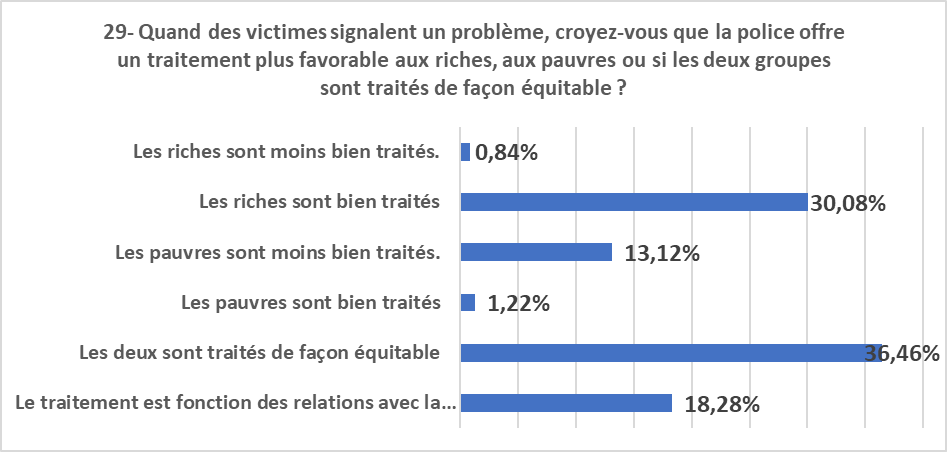 29- Quand des victimes signalent un problème, croyez-vous que la police offre
un traitement plus favorable aux riches, aux pauvres ou si les deux groupes
sont traités de façon équitable ?
Les riches sont moins bien traités. 0,84%
Les riches sont bien traités 30,08%
Les pauvres sont moins bien traités. 13,12%
Les pauvres sont bien traités 1,22%
Les deux sont traités de façon équitable 36,46%
Le traitement est fonction des relations avec la... 18,28%